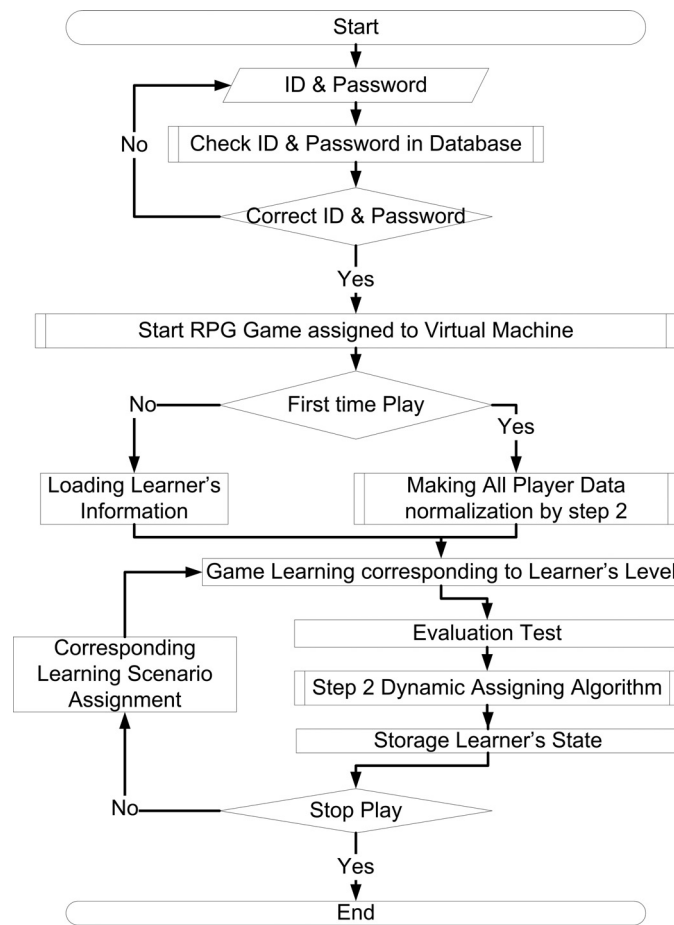 Start
ID & Password
No
Check ID & Password in Database
Correct ID & Password
Yes
Start RPG Game assigned to Virtual Machine
No
First time Play
Yes
Loading Learner's
Information
Making All Player Data
normalization by step 2
Game Learning corresponding to Learner's Level
Evaluation Test
Corresponding
Learning Scenario
Assignment
Step 2 Dynamic Assigning Algorithm
Storage Learner's State
No
Stop Play
Yes
End